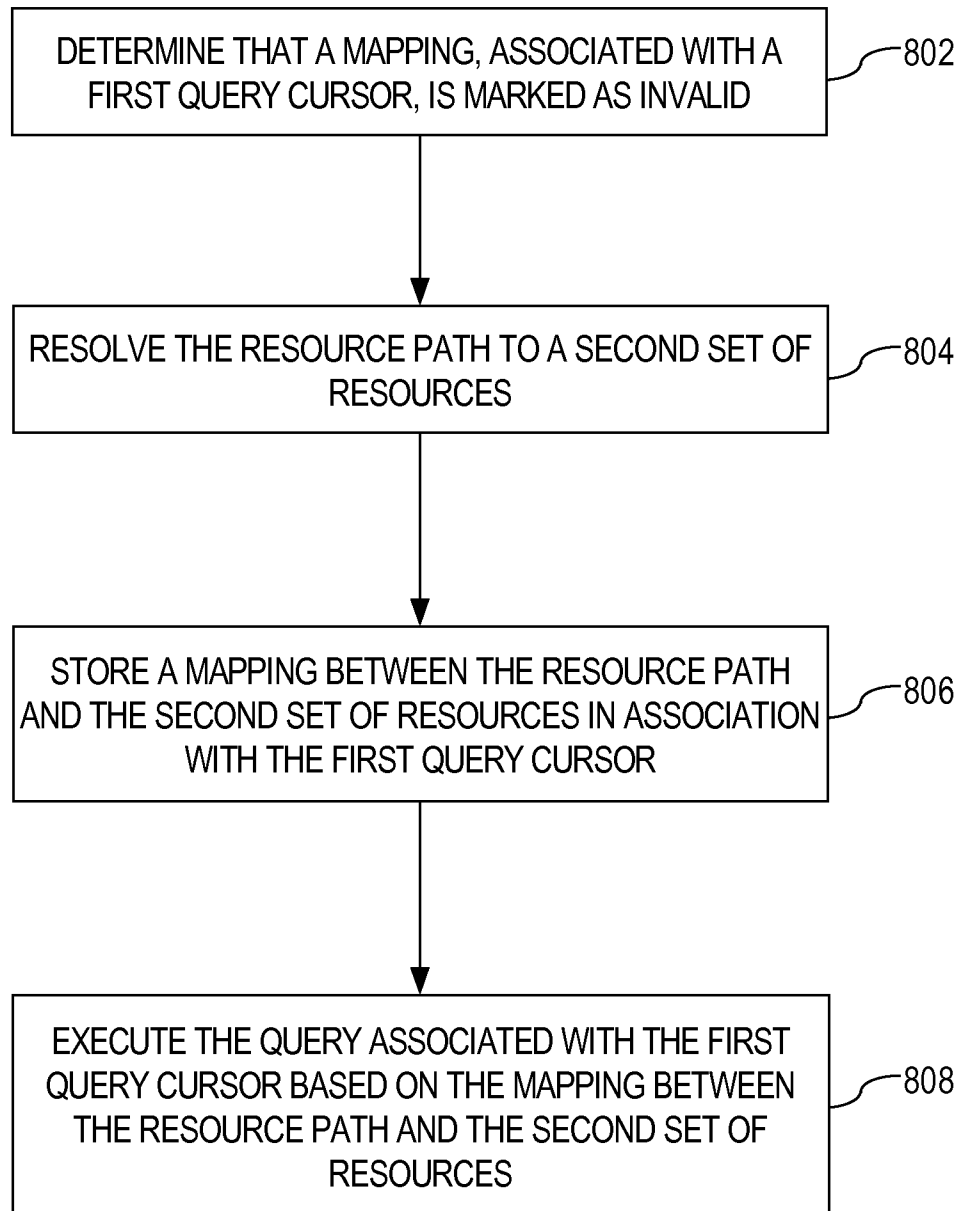 DETERMINE THAT A MAPPING, ASSOCIATED WITH A
FIRST QUERY CURSOR, IS MARKED AS INVALID
802
RESOLVE THE RESOURCE PATH TO A SECOND SET OF
RESOURCES
804
STORE A MAPPING BETWEEN THE RESOURCE PATH
AND THE SECOND SET OF RESOURCES IN ASSOCIATION
WITH THE FIRST QUERY CURSOR
806
EXECUTE THE QUERY ASSOCIATED WITH THE FIRST
QUERY CURSOR BASED ON THE MAPPING BETWEEN
THE RESOURCE PATH AND THE SECOND SET OF
RESOURCES
808